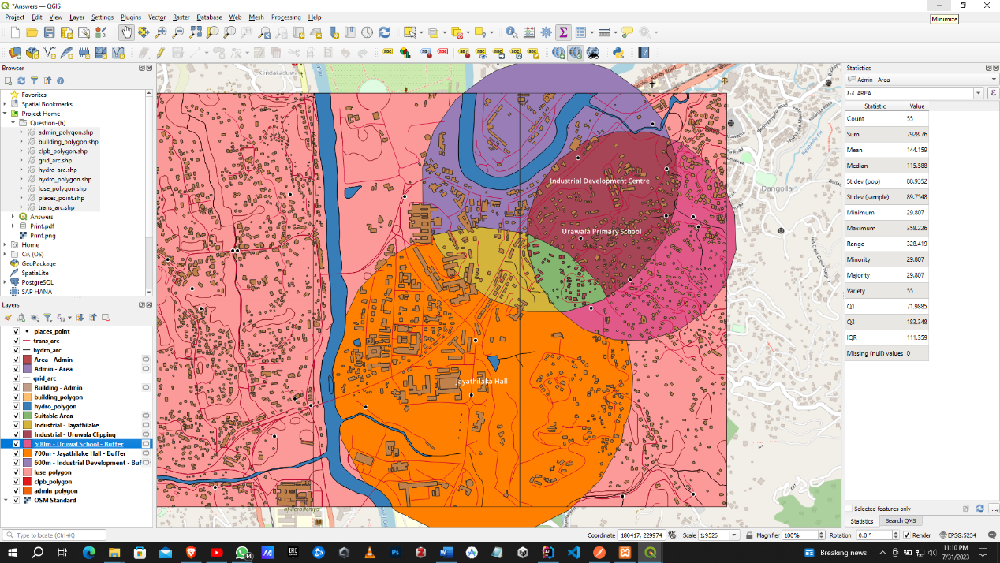 *Answers — QGIS
Minimize
Project Edit View Layer Settings Plugins Vector Raster Database Web Mesh Processing Help
Browser
Favorites
Spatial Bookmarks
Project Home
Question-(h)
admin_polygon.shp
building_polygon.shp
clpb_polygon.shp
grid_arc.shp
hydro_arc.shp
hydro_polygon.shp
luse_polygon.shp
places_point.shp
trans_arc.shp
Answers
Print.pdf
Print.png
Home
C:\ (OS)
GeoPackage
SpatiaLite
PostgreSQL
SAP HANA
Layers
places_point
trans_arc
hydro_arc
Area - Admin
Admin - Area
grid_arc
Building - Admin
building_polygon
hydro_polygon
Suitable Area
Industrial - Jayathilake
Industrial - Uruwala Clipping
500m - Uruwal School - Buffer
700m - Jayathilake Hall - Buffer
600m - Industrial Development - Buf
luse_polygon
clpb_polygon
admin_polygon
OSM Standard
Kendakaduwa
Industrial Development Centre
Urawala Primary School
Jayathilaka Hall
Dangolla
of Peradeniya
Statistics
Admin - Area
1.2 AREA
ε
Statistic Value
Count 55
Sum 7928.76
Mean 144.159
Median 115.588
St dev (pop) 88.9352
St dev (sample) 89.7548
Minimum 29.807
Maximum 358.226
Range 328.419
Minority 29.807
Majority 29.807
Variety 55
Q1 71.9885
Q3 183.348
IQR 111.359
Missing (null) values 0
Selected features only
...
Statistics Search QMS
Type to locate (Ctrl+K)
Coordinate 180417, 229974 Scale 1:9526 Magnifier 100% Rotation 0.0 ° Render EPSG:5234
14
Breaking news
11:10 PM
7/31/2023